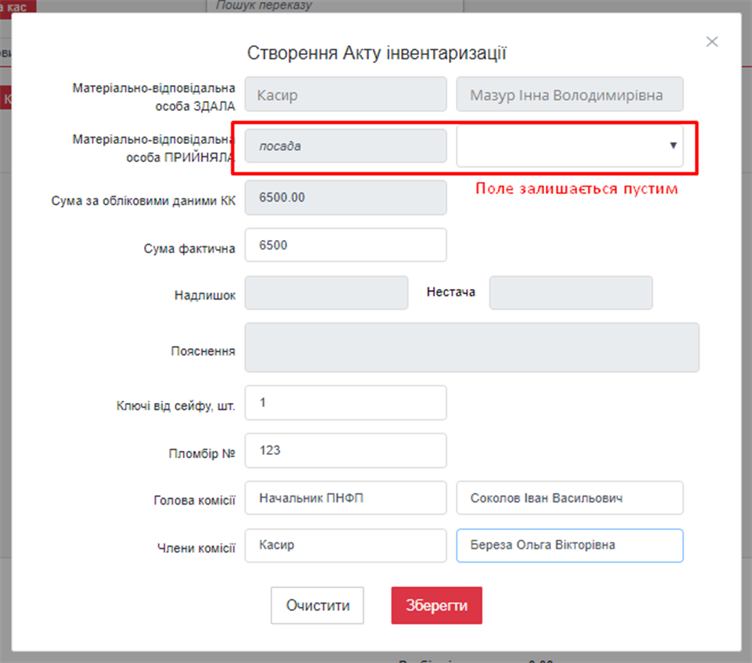 а кас
Пошук переказу
Створення Акту інвентаризації
Матеріально-відповідальна
особа ЗДАЛА
Касир
Мазур Інна Володимирівна
Матеріально-відповідальна
особа ПРИЙНЯЛА
посада
Поле залишається пустим
Сума за обліковими даними КК
6500.00
Сума фактична
6500
Надлишок
Нестача
Пояснення
Ключі від сейфу, шт.
1
Пломбір №
123
Голова комісії
Начальник ПНФП
Соколов Іван Васильович
Члени комісії
Касир
Береза Ольга Вікторівна
Очистити
Зберегти